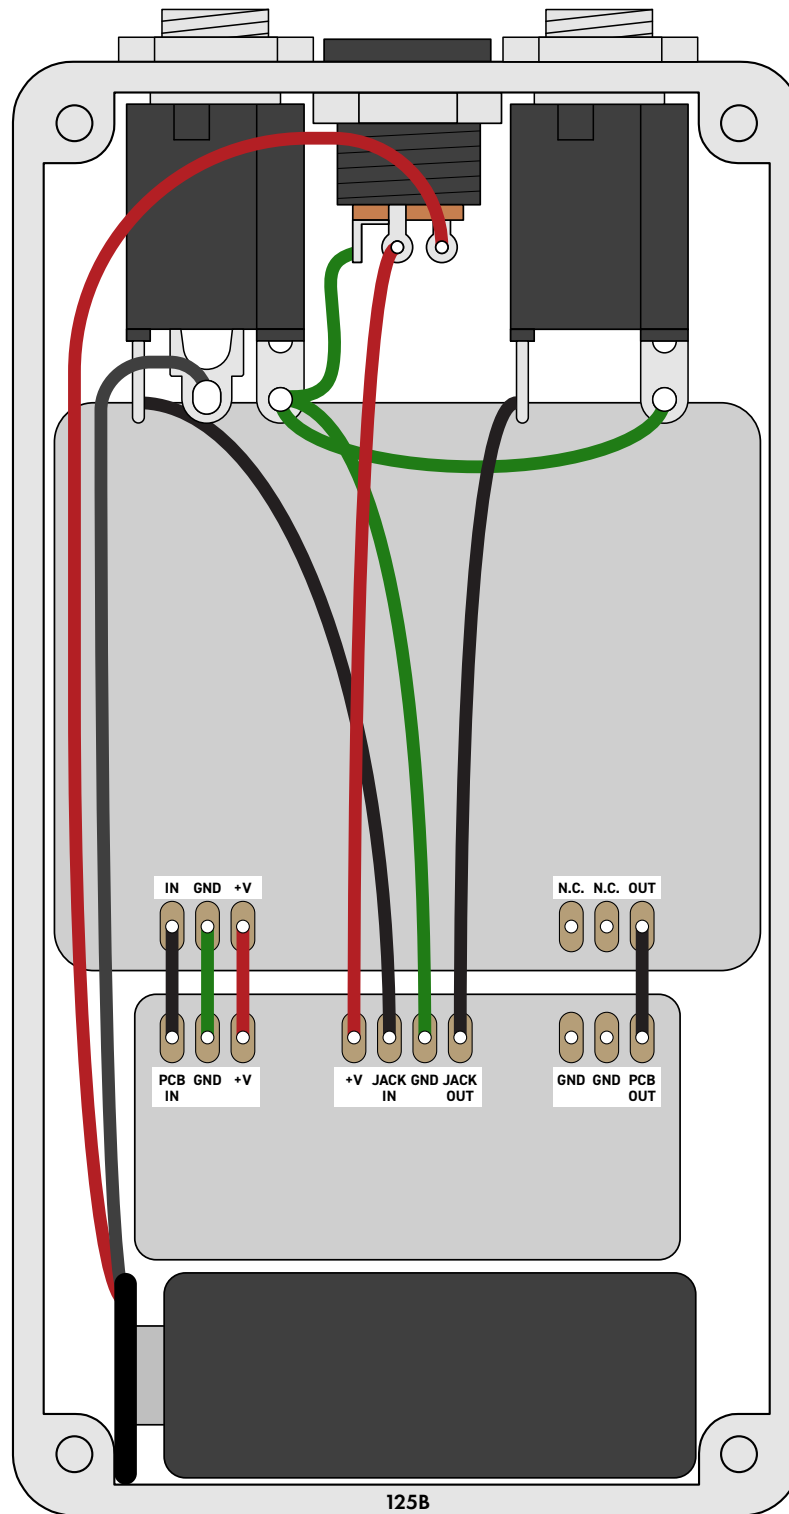 IN GND +V
N.C. N.C. OUT
PCB IN GND +V
+V JACK IN GND JACK OUT
GND GND PCB OUT
125B